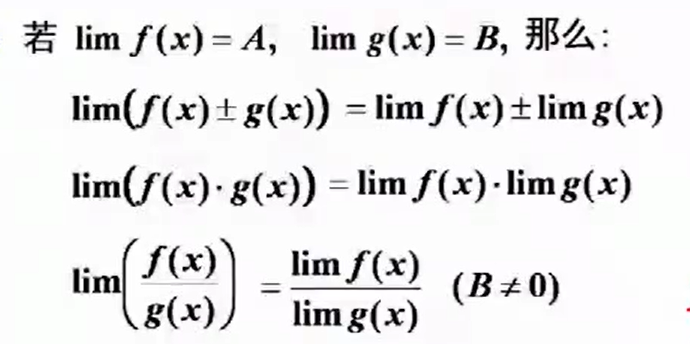 若 lim f(x) = A, lim g(x) = B, 那么:
lim(f(x) ± g(x)) = lim f(x) ± lim g(x)
lim(f(x)·g(x)) = lim f(x)·lim g(x)
lim(f(x)/g(x)) = lim f(x)/lim g(x) (B ≠ 0)